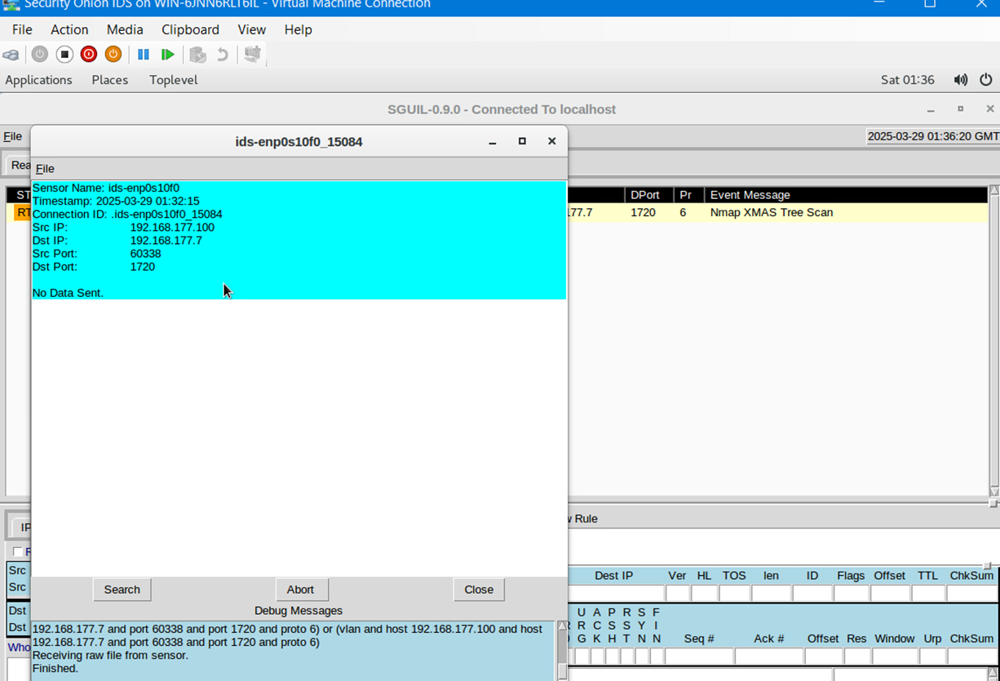 Security Onion IDS on WIN-6JNN6RLT6IL - Virtual Machine Connection
File Action Media Clipboard View Help
Applications Places Toplevel Sat 01:36
SGUIL-0.9.0 - Connected To localhost
File 2025-03-29 01:36:20 GMT
ids-enp0s10f0_15084
Rea
File
ST DPort Pr Event Message
RT 177.7 1720 6 Nmap XMAS Tree Scan
Sensor Name: ids-enp0s10f0
Timestamp: 2025-03-29 01:32:15
Connection ID: .ids-enp0s10f0_15084
Src IP: 192.168.177.100
Dst IP: 192.168.177.7
Src Port: 60338
Dst Port: 1720
No Data Sent.
IP Rule
R
Search Abort Close
Debug Messages
192.168.177.7 and port 60338 and port 1720 and proto 6) or (vlan and host 192.168.177.100 and host
192.168.177.7 and port 60338 and port 1720 and proto 6)
Receiving raw file from sensor.
Finished.
Src
Src
Dst
Dst
Who
Dest IP Ver HL TOS len ID Flags Offset TTL ChkSum
U A P R S F
R C S S Y I
G K H T N N Seq # Ack # Offset Res Window Urp ChkSum